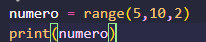 numero = range(5,10,2)
print(numero)